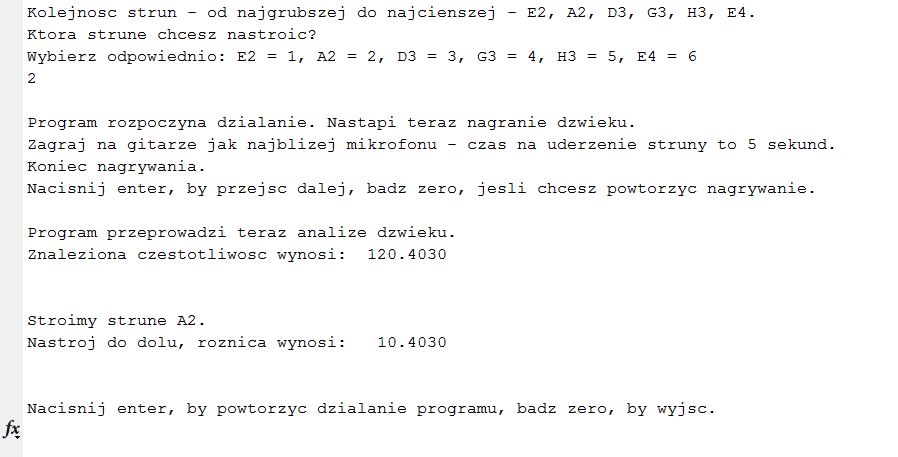 Kolejnosc strun - od najgrubszej do najcienszej - E2, A2, D3, G3, H3, E4.
Ktora strune chcesz nastroic?
Wybierz odpowiednio: E2 = 1, A2 = 2, D3 = 3, G3 = 4, H3 = 5, E4 = 6
2
Program rozpoczyna dzialanie. Nastapi teraz nagranie dzwieku.
Zagraj na gitarze jak najblizej mikrofonu - czas na uderzenie struny to 5 sekund.
Koniec nagrywania.
Nacisnij enter, by przejsc dalej, badz zero, jesli chcesz powtorzyc nagrywanie.
Program przeprowadzi teraz analize dzwieku.
Znaleziona czestotliwosc wynosi:  120.4030
Stroimy strune A2.
Nastroj do dolu, roznica wynosi:   10.4030
Nacisnij enter, by powtorzyc dzialanie programu, badz zero, by wyjsc.
fx